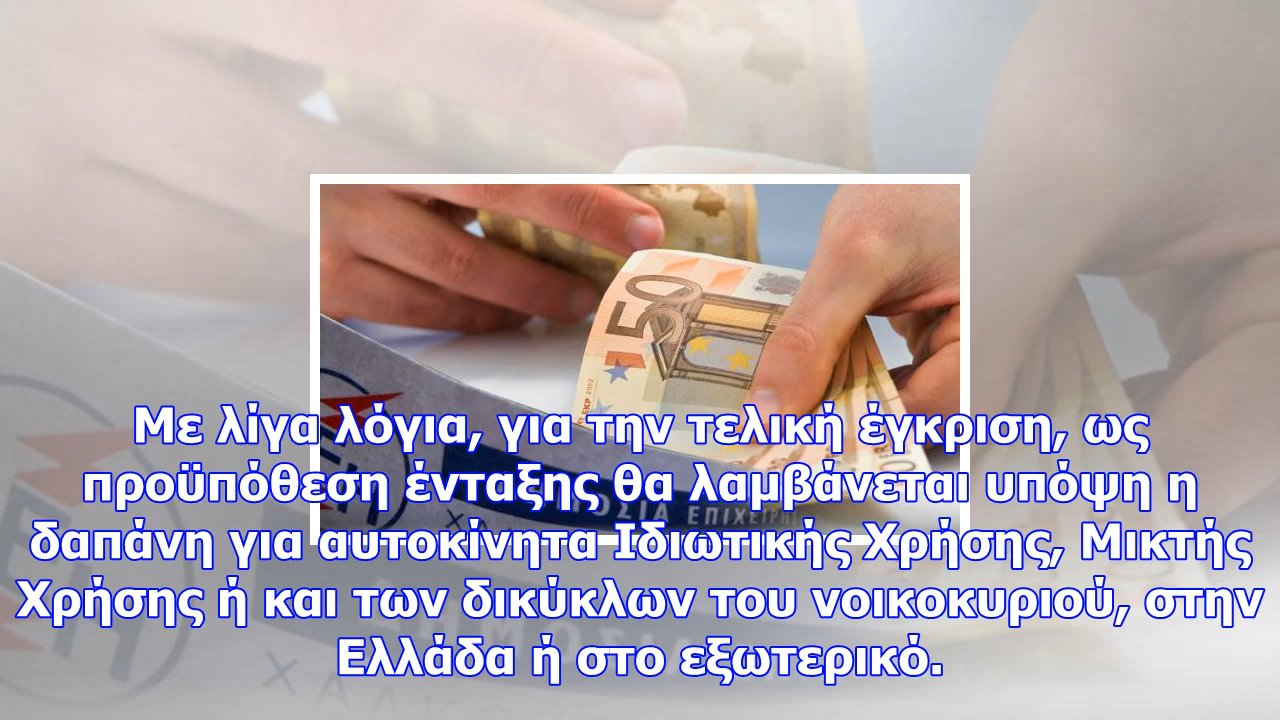 50
Με λίγα λόγια, για την τελική έγκριση, ως
προϋπόθεση ένταξης θα λαμβάνεται υπόψη η
δαπάνη για αυτοκίνητα Ιδιωτικής Χρήσης, Μικτής
Χρήσης ή και των δικύκλων του νοικοκυριού, στην
Ελλάδα ή στο εξωτερικό.